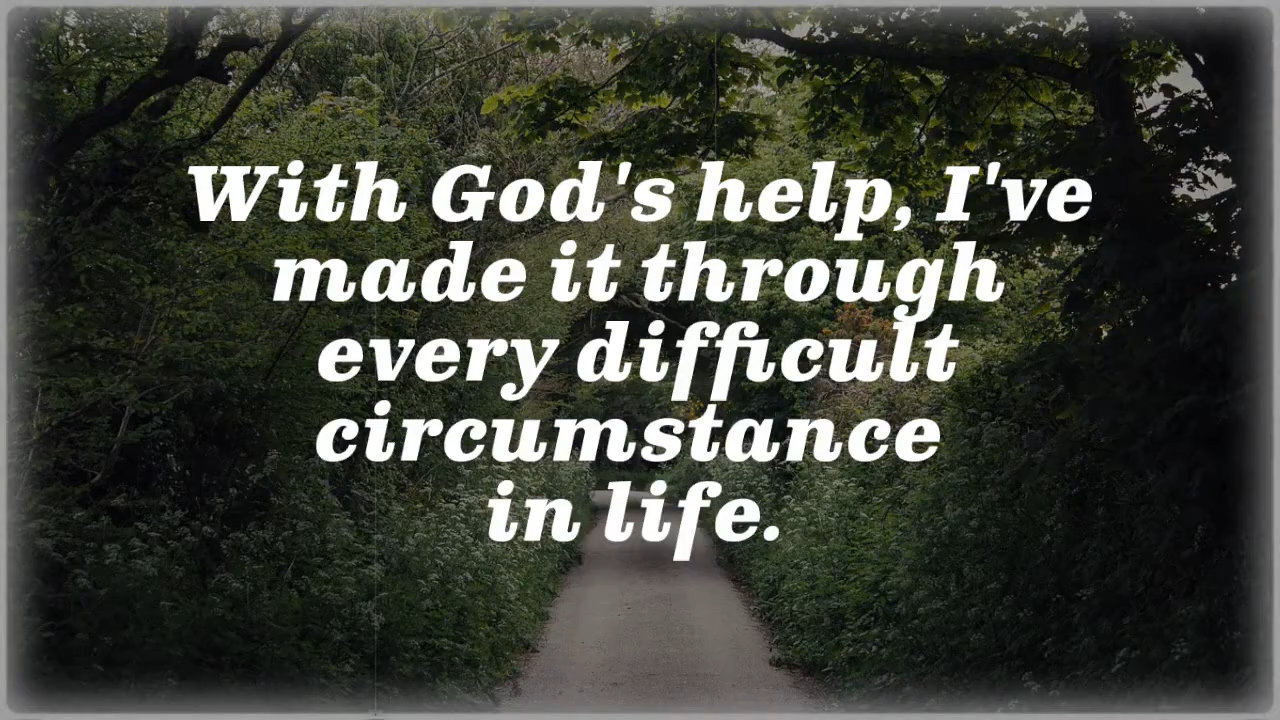 With God's help, I've
made it through
every difficult
circumstance
in life.